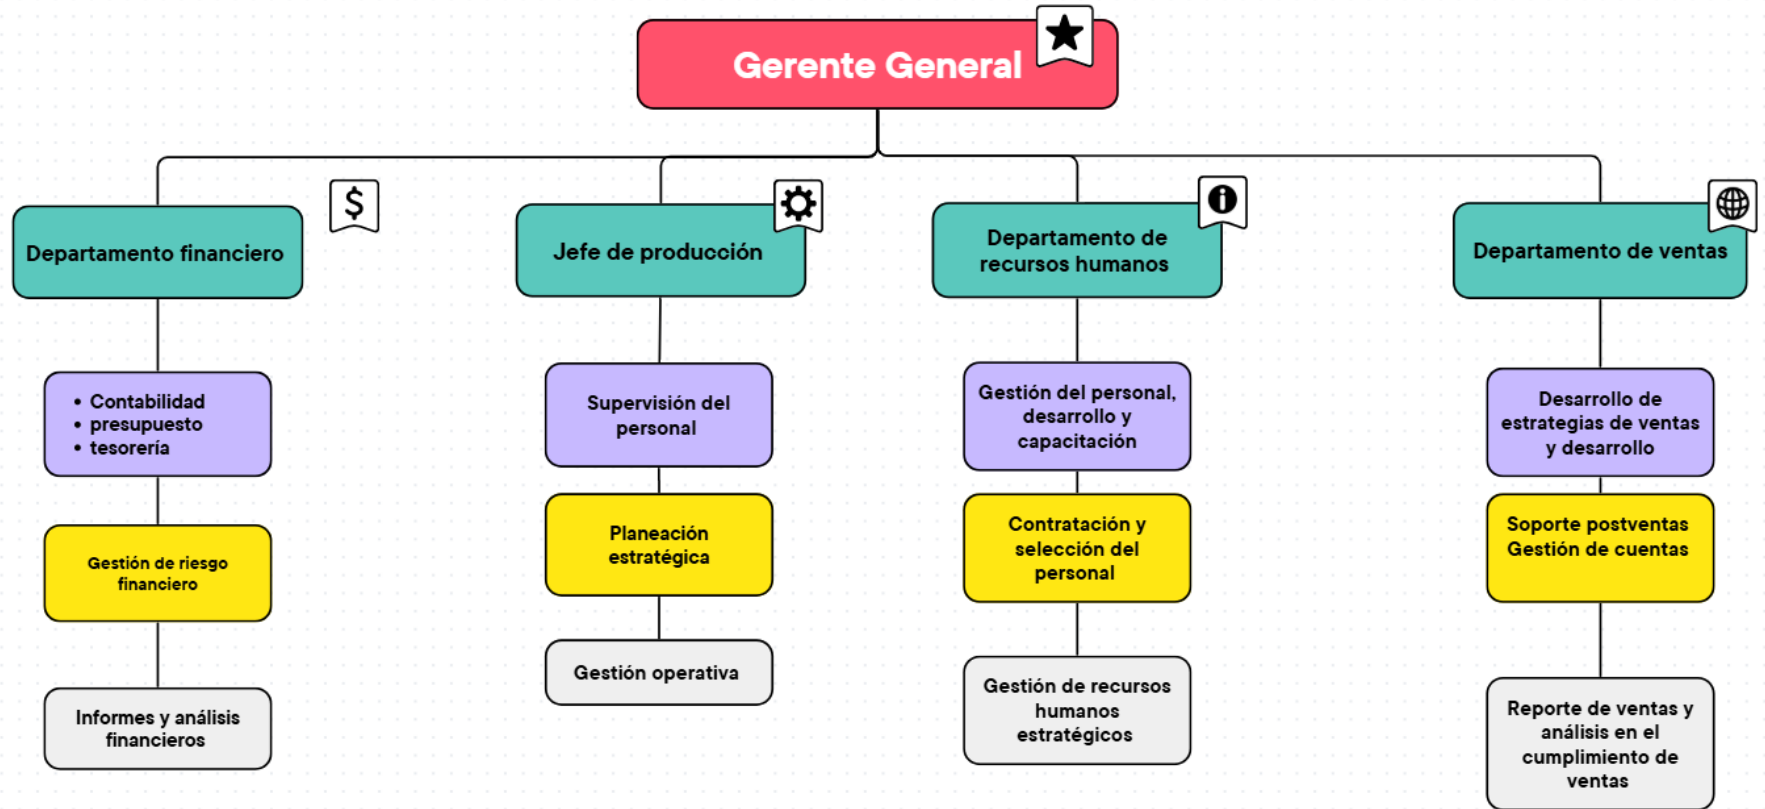 Gerente General
$
Departamento financiero
Jefe de producción
Departamento de
recursos humanos
Departamento de ventas
• Contabilidad
• presupuesto
• tesorería
Gestión de riesgo
financiero
Informes y análisis
financieros
Supervisión del
personal
Planeación
estratégica
Gestión operativa
Gestión del personal,
desarrollo y
capacitación
Contratación y
selección del
personal
Gestión de recursos
humanos
estratégicos
Desarrollo de
estrategias de ventas
y desarrollo
Soporte postventas
Gestión de cuentas
Reporte de ventas y
análisis en el
cumplimiento de
ventas